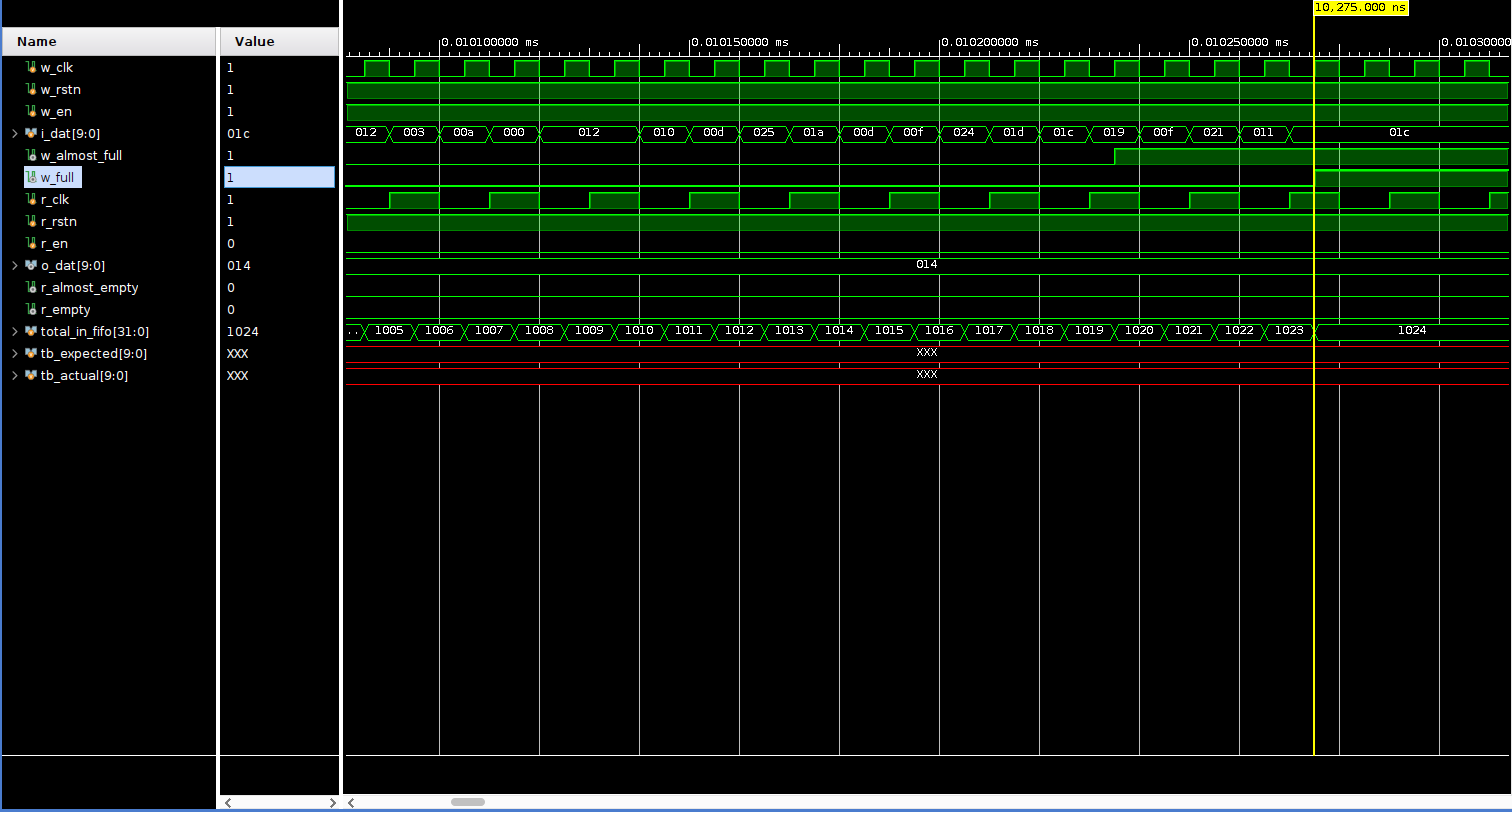 10,275.000 ns
Name Value 0.010100000 ms 0.010150000 ms 0.010200000 ms 0.010250000 ms 0.01030000
w_clk 1
w_rstn 1
w_en 1
i_dat[9:0] 01c 012 003 00a 000 012 010 00d 025 01a 00d 00f 024 01d 01c 019 00f 021 011 01c
w_almost_full 1
w_full 1
r_clk 1
r_rstn 1
r_en 0
o_dat[9:0] 014 014
r_almost_empty 0
r_empty 0
total_in_fifo[31:0] 1024 .. 1005 1006 1007 1008 1009 1010 1011 1012 1013 1014 1015 1016 1017 1018 1019 1020 1021 1022 1023 1024
tb_expected[9:0] XXX XXX
tb_actual[9:0] XXX XXX